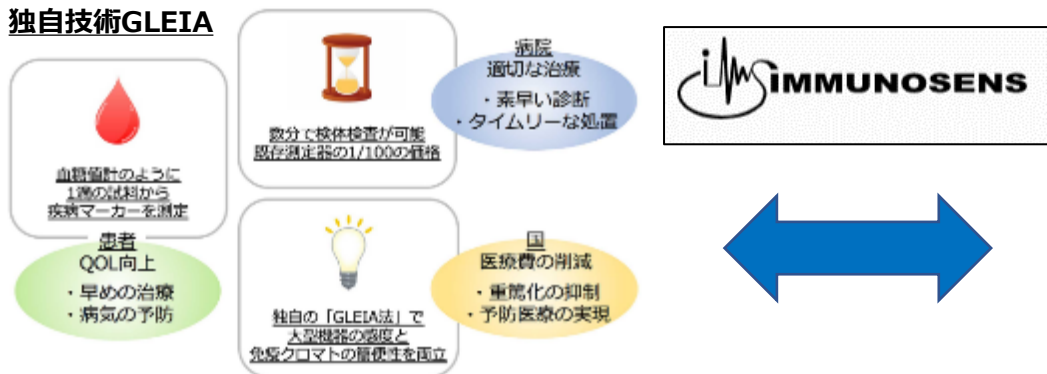 独自技術GLEIA
血糖値計のように
1滴の試料から
疾病マーカーを測定
患者
QOL向上
・早めの治療
・病気の予防
数分で検体検査が可能
既存測定器の1/100の価格
病院
適切な治療
・素早い診断
・タイムリーな処置
独自の「GLEIA法」で
大型機器の感度と
免疫クロマトの簡便性を両立
国
医療費の削減
・重篤化の抑制
・予防医療の実現
imS
IMMUNOSENS